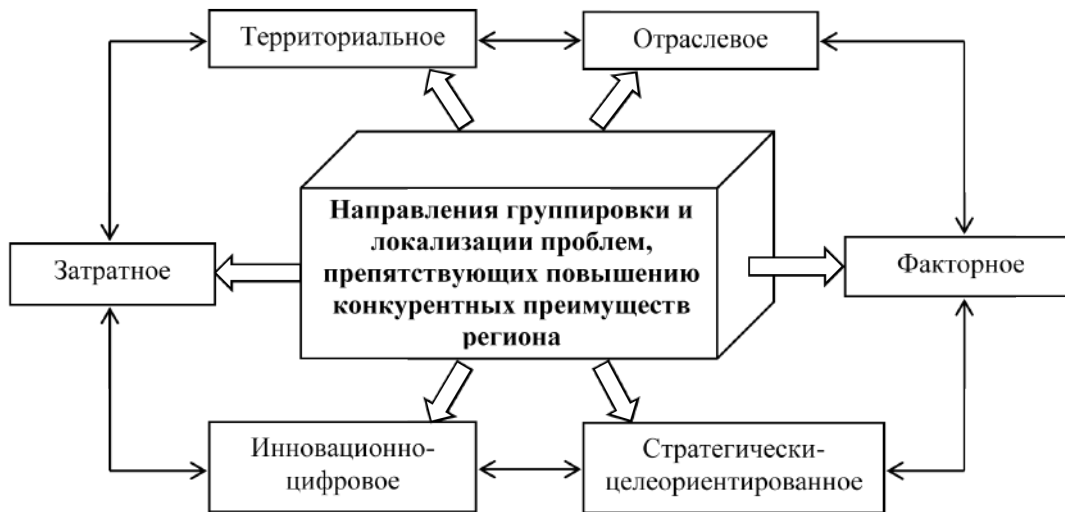 Территориальное
Отраслевое
Направления группировки и
локализации проблем,
препятствующих повышению
конкурентных преимуществ
региона
Затратное
Факторное
Инновационно-
цифровое
Стратегически-
целеориентированное